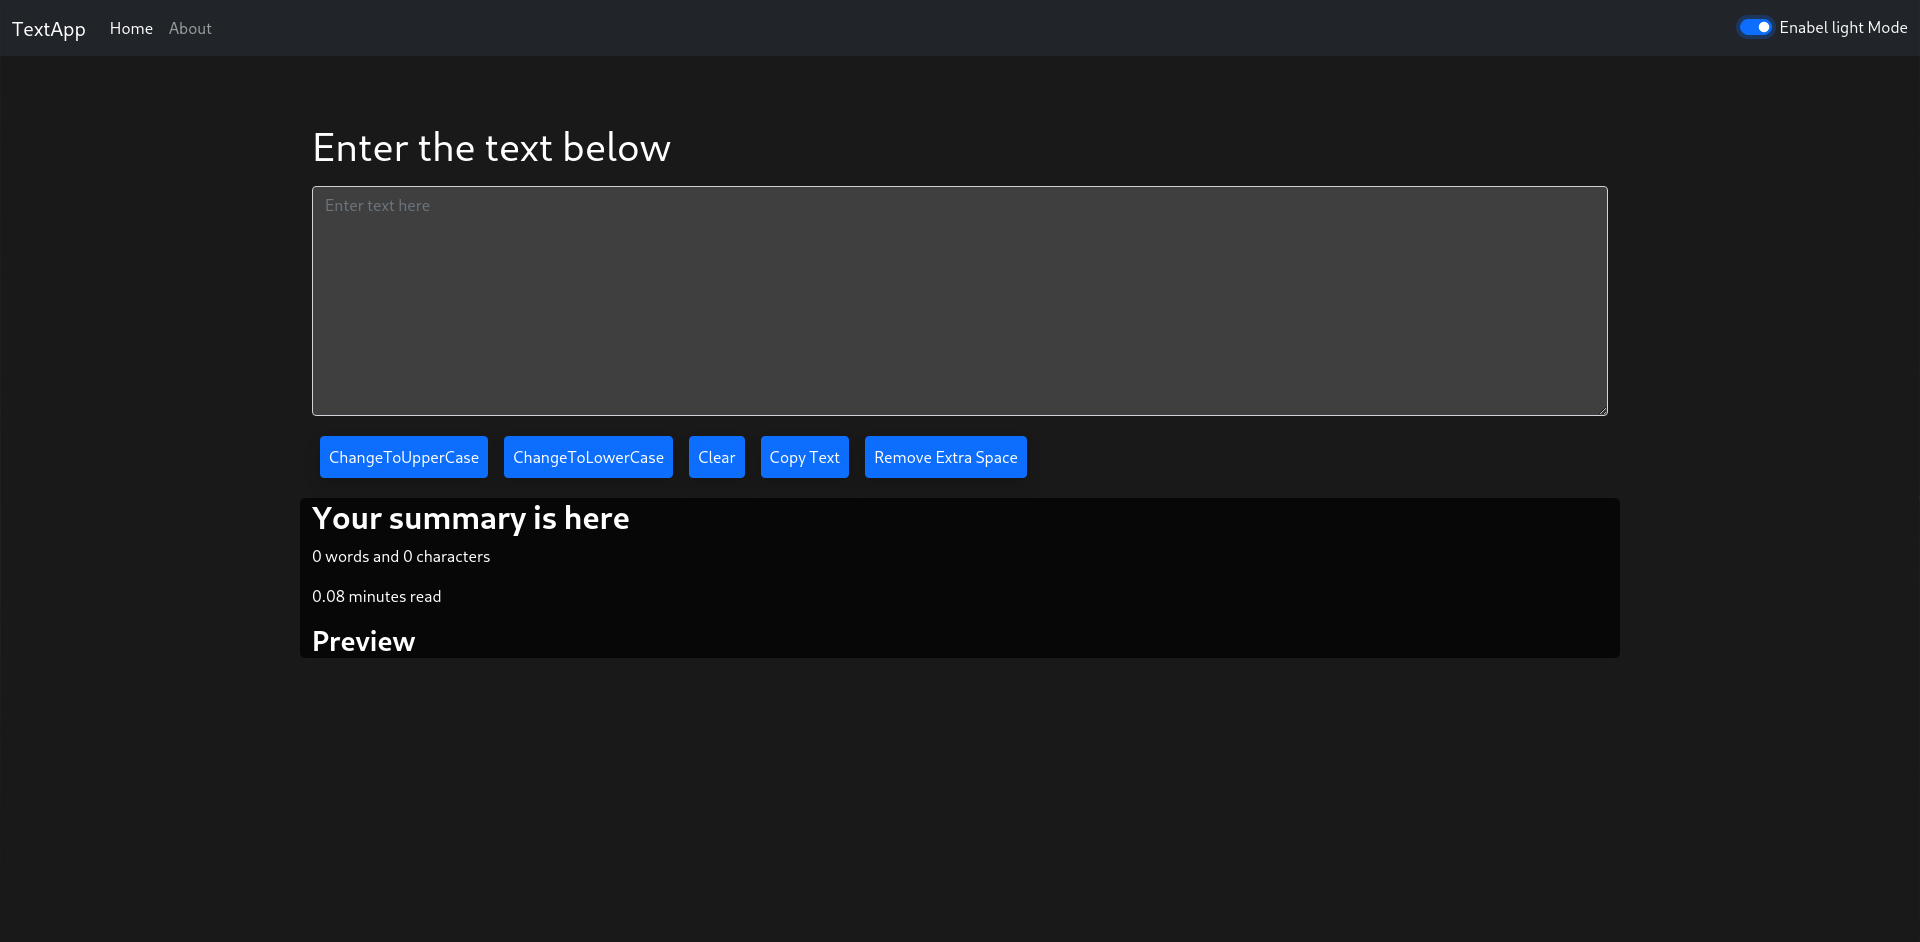 TextApp Home About Enabel light Mode
Enter the text below
Enter text here
ChangeToUpperCase ChangeToLowerCase Clear Copy Text Remove Extra Space
Your summary is here
0 words and 0 characters
0.08 minutes read
Preview